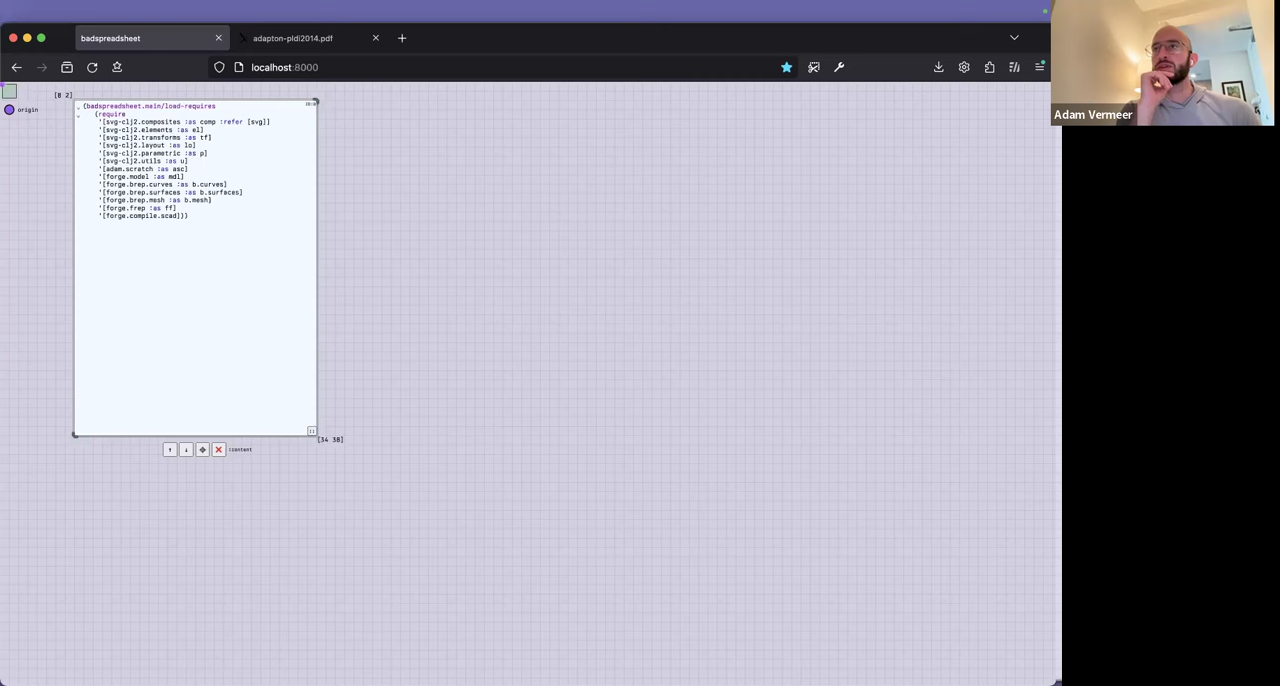 badspreadsheet
adapton-pldi2014.pdf
localhost:8000
Adam Vermeer
origin
[8 2]
(badspreadsheet.main/load-requires
(require
'[svg-clj2.composites :as comp :refer [svg]]
'[svg-clj2.elements :as el]
'[svg-clj2.transforms :as tf]
'[svg-clj2.layout :as lo]
'[svg-clj2.parametric :as p]
'[svg-clj2.utils :as u]
'[adam.scratch :as asc]
'[forge.model :as mdl]
'[forge.brep.curves :as b.curves]
'[forge.brep.surfaces :as b.surfaces]
'[forge.brep.mesh :as b.mesh]
'[forge.frep :as ff]
'[forge.compile.scad]))
[34 38]
:content